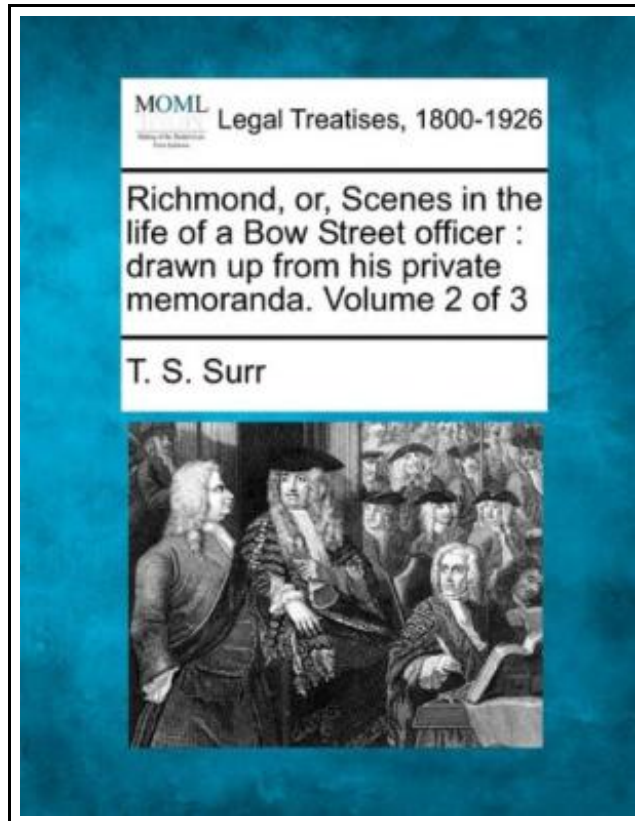 MOML
Legal Treatises, 1800-1926
Richmond, or, Scenes in the
life of a Bow Street officer :
drawn up from his private
memoranda. Volume 2 of 3
T. S. Surr